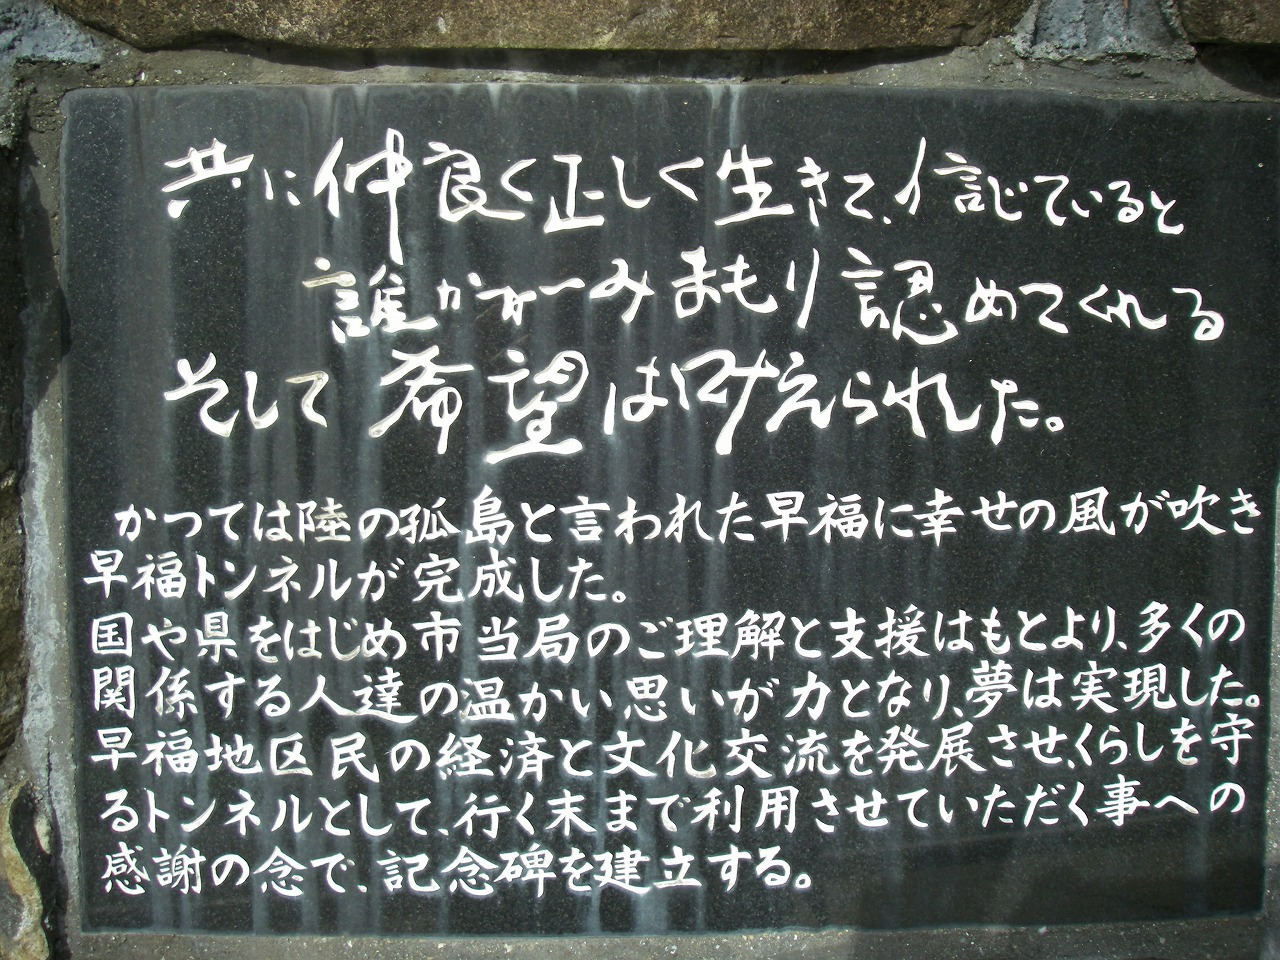 共に仲良く正しく生きて、信じていると
誰かが みまもり認めてくれる
そして希望は叶えられた。
かつては陸の孤島と言われた早福に幸せの風が吹き
早福トンネルが完成した。
国や県をはじめ市当局のご理解と支援はもとより、多くの
関係する人達の温かい思いが力となり、夢は実現した。
早福地区民の経済と文化交流を発展させ、くらしを守
るトンネルとして、行く末まで利用させていただく事への
感謝の念で、記念碑を建立する。